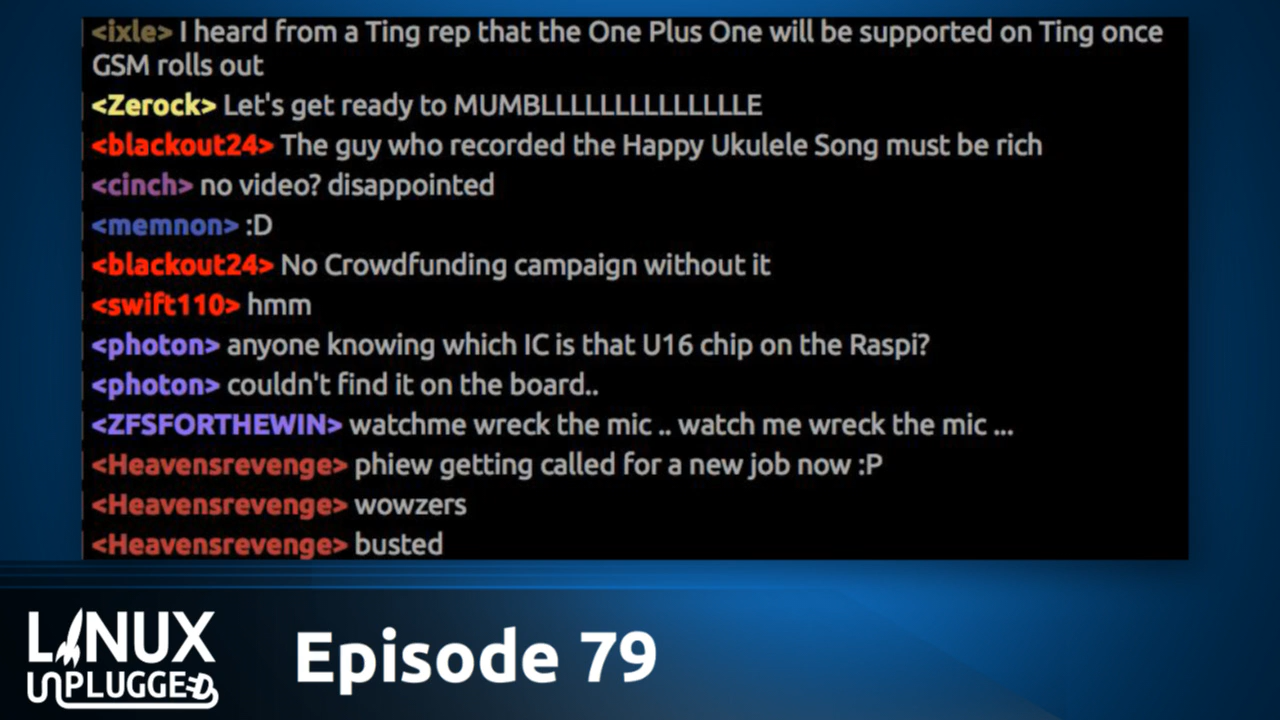 <ixle> I heard from a Ting rep that the One Plus One will be supported on Ting once
GSM rolls out
<Zerock> Let's get ready to MUMBLLLLLLLLLLLLLLE
<blackout24> The guy who recorded the Happy Ukulele Song must be rich
<cinch> no video? disappointed
<memnon> :D
<blackout24> No Crowdfunding campaign without it
<swift110> hmm
<photon> anyone knowing which IC is that U16 chip on the Raspi?
<photon> couldn't find it on the board..
<ZFSFORTHEWIN> watchme wreck the mic .. watch me wreck the mic ...
<Heavensrevenge> phiew getting called for a new job now :P
<Heavensrevenge> wowzers
<Heavensrevenge> busted
LINUX
UNPLUGGED
Episode 79